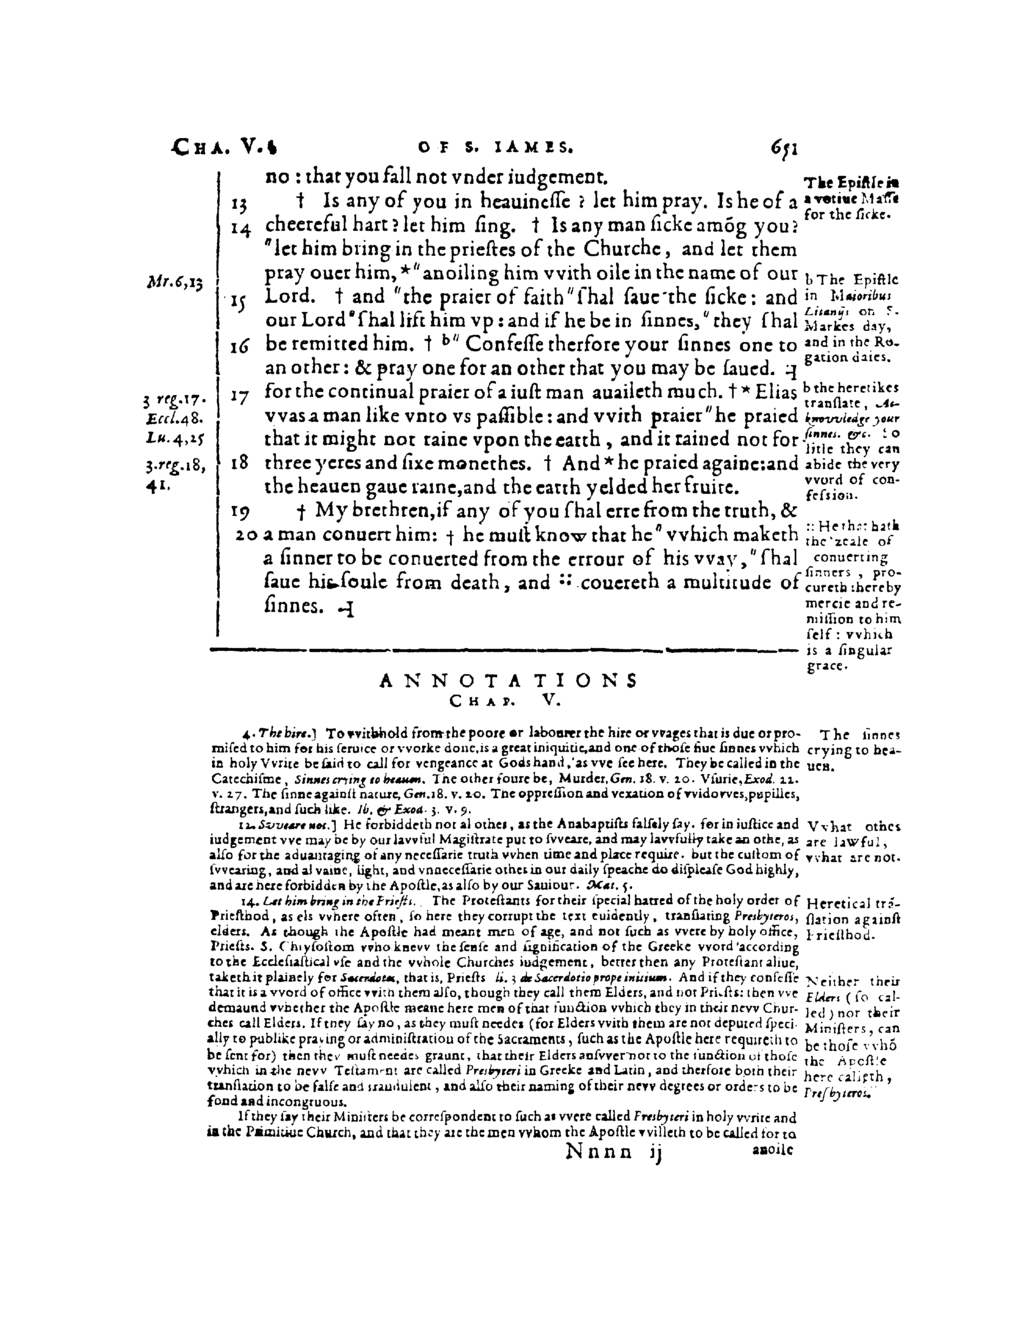 CHA. V. OF S. IAMES. 651
no : that you fall not vnder iudgement.
13 † Is any of you in heauinesse ? let him pray. Is he of a
14 cheereful hart ? let him sing. † Is any man sicke amõg you ?
"let him bring in the priestes of the Churche, and let them
pray ouer him, *"anoiling him vvith oile in the name of our
15 Lord. † and "the praier of faith "shal saue the sicke : and
our Lord "shal lift him vp : and if he be in sinnes, "they shal
16 be remitted him. † b" Confesse therfore your sinnes one to
an other : & pray one for an other that you may be saued. ⫞
17 for the continual praier of a iust man auaileth much. † * Elias
vvas a man like vnto vs passible : and vvith praier "he praied
that it might not raine vpon the earth, and it rained not for
18 three yeres and sixe monethes. † And * he praied againe : and
the heauen gaue raine, and the earth yelded her fruite.
19 † My brethren, if any of you shal erre from the truth, &
20 a man conuert him : † he must know that he "vvhich maketh
a sinner to be conuerted from the errour of his vvay, "shal
saue his soule from death, and :: couereth a multitude of
sinnes. ⫞
Mr. 6,13
3 reg. 17.
Eccl. 48.
Lu. 4,25
3. reg. 18,
41.
The Epistle in
a votiue Masse
for the sicke.
b The Epistle
in Maioribus
Litanijs on S.
Markes day,
and in the Ro-
gation daies.
b the heretikes
translate, Ac-
knovvledge your
sinnes. &c. So
litle they can
abide the very
vvord of con-
fession.
:: He that hath
the zeale of
conuerting
sinners, pro-
cureth thereby
mercie and re-
mission to him
self : vvhich
is a singular
grace.
ANNOTATIONS
CHAP. V.
4. The hire.] To vvithhold from the poore or labourer the hire or vvages that is due or pro-
mised to him for his seruice or vvorke done, is a great iniquitie, and one of those fiue sinnes vvhich
in holy Vvrite be said to call for vengeance at Gods hand, as vve see here. They be called in the
Catechisme, Sinnes crying to heauen. The other foure be, Murder, Gen. 18. v. 20. Vsurie, Exod. 22.
v. 27. The sinne against nature, Gen. 18. v. 20. The oppression and vexation of vvidovves, pupilles,
strangers, and such like. Ib. & Exod. 3. v. 9.
12. Svveare not.] He forbiddeth not al othes, as the Anabaptists falsely say. for in iustice and
iudgement vve may be by our lavvful Magistrate put to svveare, and may lavvfully take an othe, as
also for the aduantaging of any necessarie truth vvhen time and place require. but the custom of
svvearing, and al vaine, light, and vnnecessarie othes in our daily speache do displease God highly,
and are here forbidden by the Apostle, as also by our Sauiour. Mat. 5.
14. Let him bring in the Priests. The Protestants for their special hatred of the holy order of
Priesthod, as els vvhere often, so here they corrupt the text euidently, translating Presbyteros,
elders. As though the Apostle had meant men of age, and not such as vvere by holy office,
Priests. S. Chrysostom vvho knevv the sense and signification of the Greeke vvord according
to the Ecclesiastical vse and the vvhole Churches iudgement, better then any Protestant aliue,
taketh it plainely for Sacerdotes, that is, Priests li. 3 de Sacerdotio prope initium. And if they confesse
that it is a vvord of office vvith them also, though they call them Elders, and not Priests : then vve
demaund vvhether the Apostle meane here men of that function vvhich they in their nevv Chur-
ches call Elders. If they say no, as they must needes (for Elders vvith them are not deputed speci-
ally to publike praying or administration of the Sacraments, such as the Apostle here requireth to
be sent for) then they must needes graunt, that their Elders ansvver not to the function of those
vvhich in the nevv Testament are called Presbyteri in Greeke and Latin, and therfore both their
translation to be false and fraudulent, and also their naming of their nevv degrees or orders to be
fond and incongruous.
If they say their Ministers be correspondent to such as vvere called Presbyteri in holy vvrite and
in the Primitiue Church, and that they are the men vvhom the Apostle vvilleth to be called for to
Nnnn ij anoile
The sinnes
crying to hea-
uen.
Vvhat othes
are lawful,
vvhat are not.
Heretical trã-
slation against
Priesthod.
Neither their
Elders (so cal-
led) nor their
Ministers, can
be those vvhõ
the Apostle
here calleth,
Presbyteros.